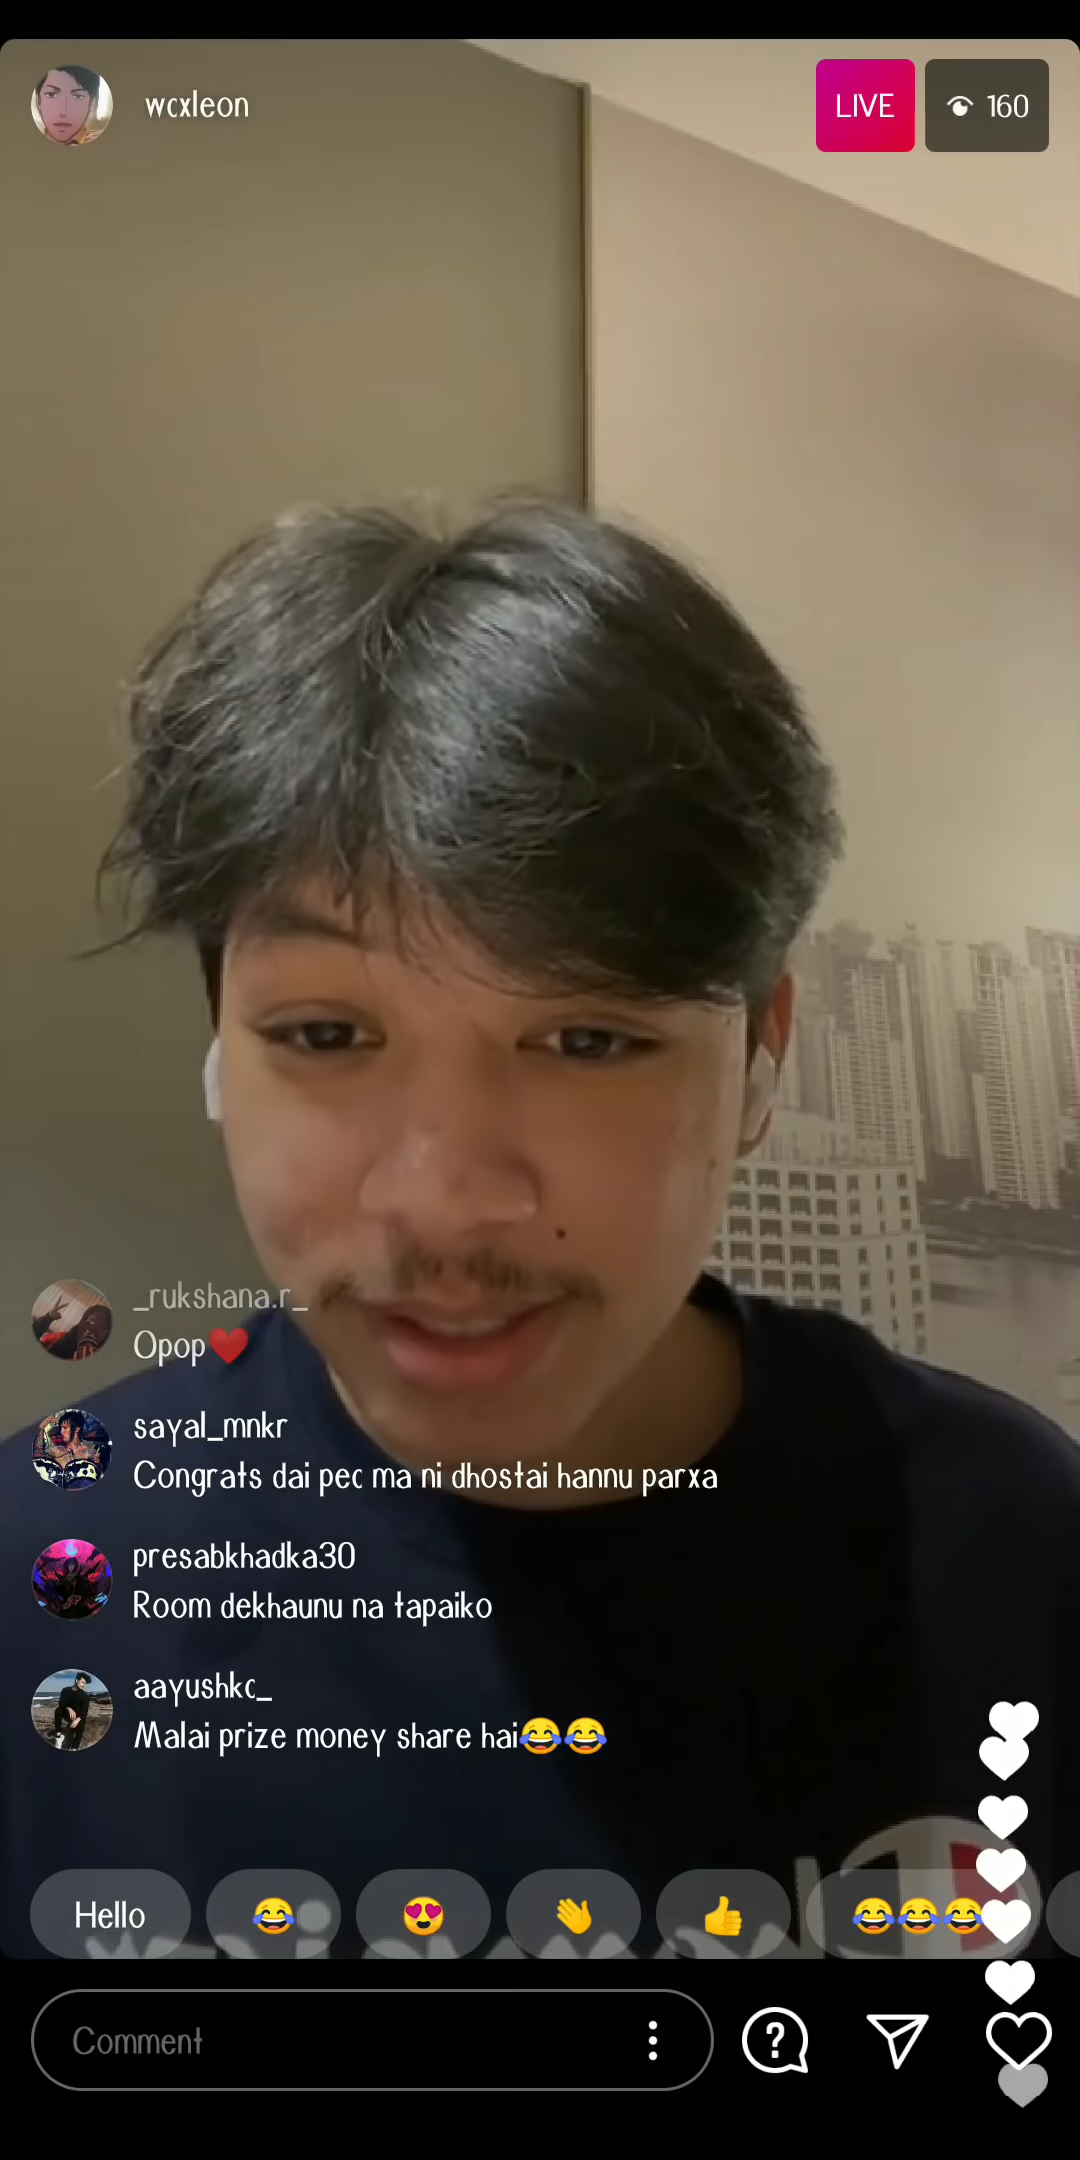 wcxleon
LIVE
160
_rukshana.r_
Opop❤️
sayal_mnkr
Congrats dai pec ma ni dhostai hannu parxa
presabkhadka30
Room dekhaunu na tapaiko
aayushkc_
Malai prize money share hai😂😂
Hello
😂 😍 👋 👍 😂😂😂
Comment